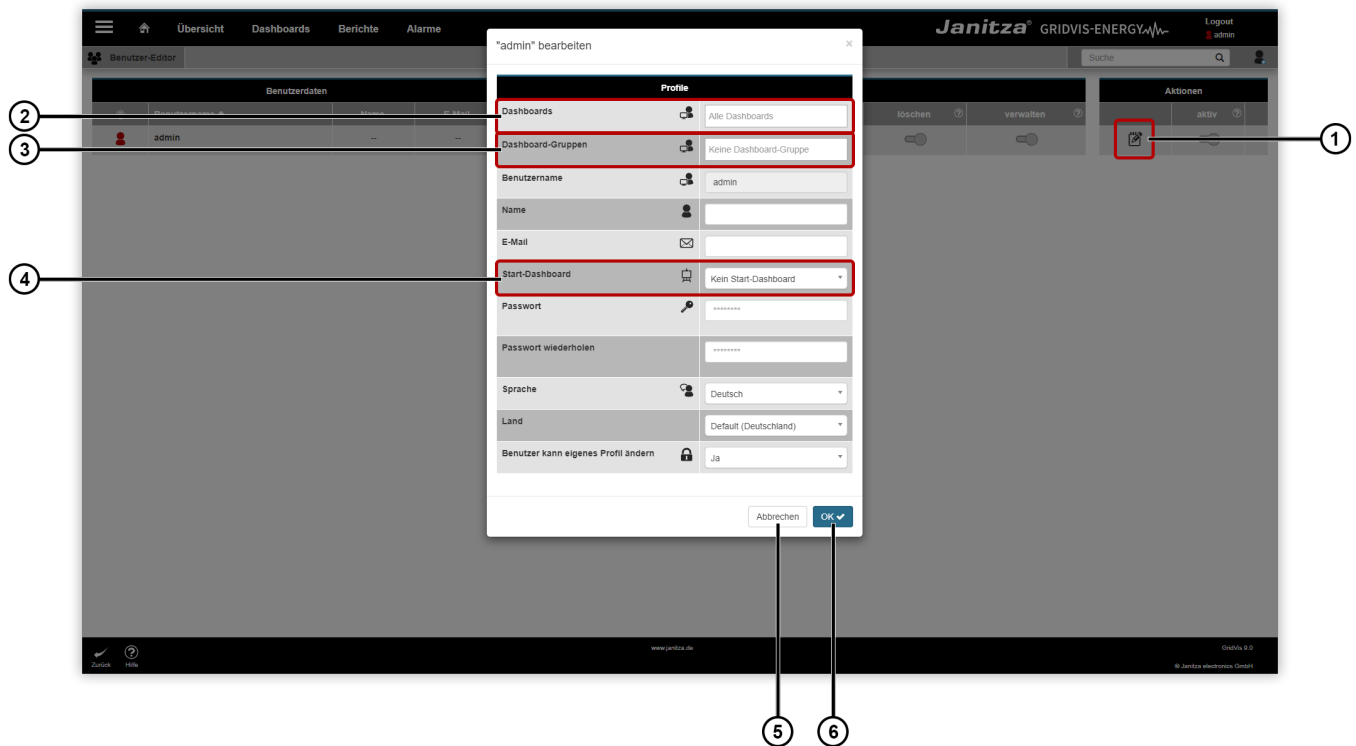 Übersicht Dashboards Berichte Alarme
Janitza® GRIDVIS-ENERGY
Logout
admin
Benutzer-Editor
Suche
"admin" bearbeiten
×
Benutzerdaten
Aktionen
Benutzername Name E-Mail
löschen verwalten aktiv
admin -- --
Profile
Dashboards Alle Dashboards
Dashboard-Gruppen Keine Dashboard-Gruppe
Benutzername admin
Name
E-Mail
Start-Dashboard Kein Start-Dashboard
Passwort ********
Passwort wiederholen ********
Sprache Deutsch
Land Default (Deutschland)
Benutzer kann eigenes Profil ändern Ja
Abbrechen OK
1
2
3
4
5
6
Zurück Hilfe
www.janitza.de
GridVis 9.0
© Janitza electronics GmbH